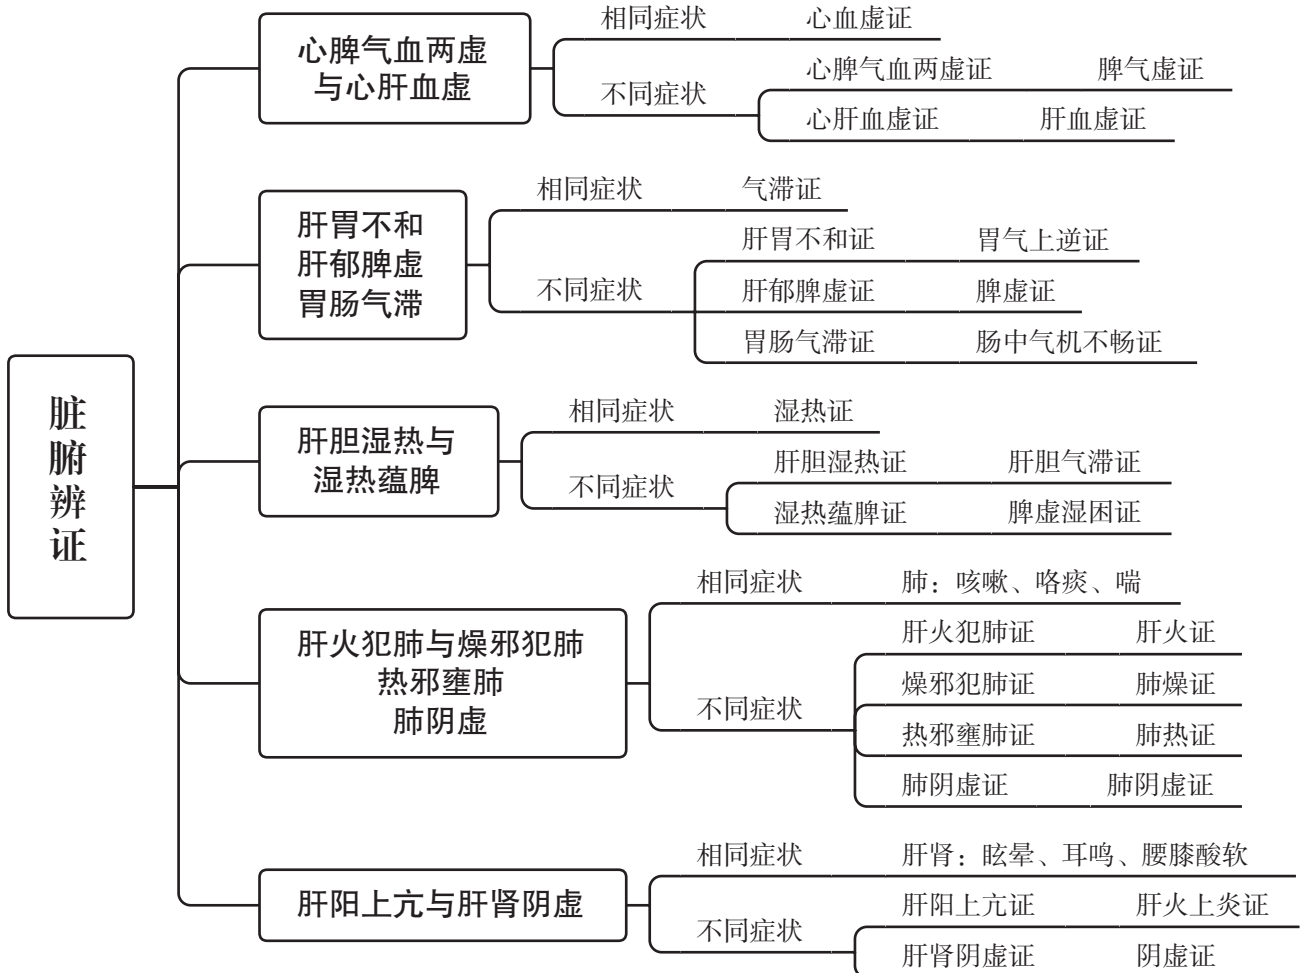 脏腑辨证
心脾气血两虚
与心肝血虚
相同症状 心血虚证
不同症状
心脾气血两虚证 脾气虚证
心肝血虚证 肝血虚证
肝胃不和
肝郁脾虚
胃肠气滞
相同症状 气滞证
不同症状
肝胃不和证 胃气上逆证
肝郁脾虚证 脾虚证
胃肠气滞证 肠中气机不畅证
肝胆湿热与
湿热蕴脾
相同症状 湿热证
不同症状
肝胆湿热证 肝胆气滞证
湿热蕴脾证 脾虚湿困证
肝火犯肺与燥邪犯肺
热邪壅肺
肺阴虚
相同症状 肺：咳嗽、咯痰、喘
不同症状
肝火犯肺证 肝火证
燥邪犯肺证 肺燥证
热邪壅肺证 肺热证
肺阴虚证 肺阴虚证
肝阳上亢与肝肾阴虚
相同症状 肝肾：眩晕、耳鸣、腰膝酸软
不同症状
肝阳上亢证 肝火上炎证
肝肾阴虚证 阴虚证